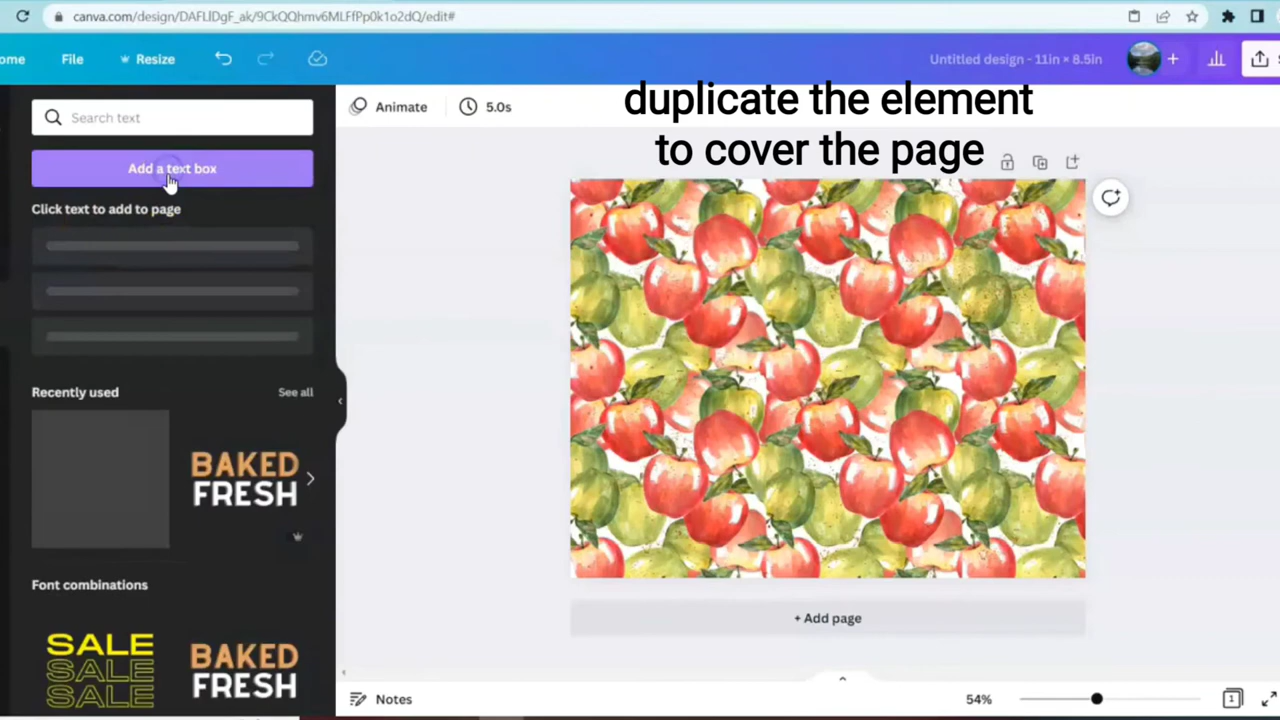 canva.com/design/DAFLlDgF_ak/9CkQQhmv6MLFfPp0k1o2dQ/edit#
ome File Resize Untitled design - 11in × 8.5in
duplicate the element
to cover the page
Search text
Animate 5.0s
Add a text box
Click text to add to page
Recently used See all
BAKED
FRESH
Font combinations
SALE
SALE
SALE
BAKED
FRESH
+ Add page
Notes 54% 1